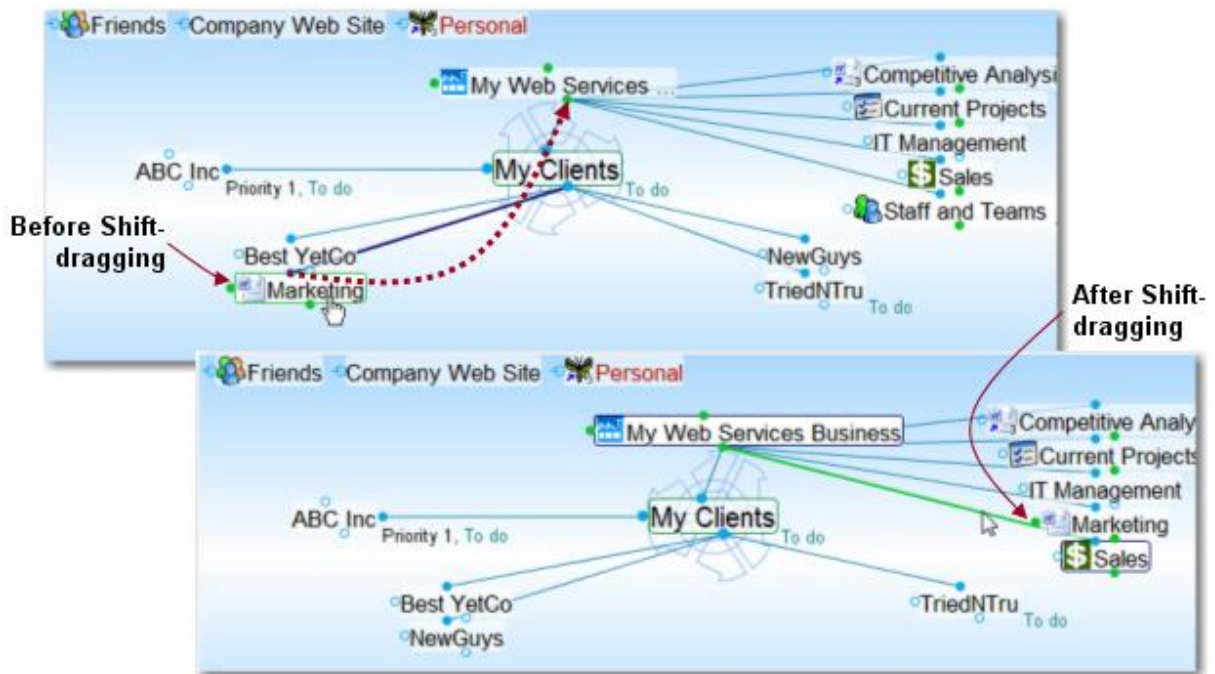 Friends Company Web Site Personal
My Web Services ...
Competitive Analysi
Current Projects
IT Management
Sales
Staff and Teams
ABC Inc
Priority 1, To do
My Clients
To do
Before Shift-
dragging
Best YetCo
Marketing
NewGuys
TriedNTru
To do
After Shift-
dragging
Friends Company Web Site Personal
My Web Services Business
Competitive Analy
Current Projects
IT Management
Marketing
Sales
ABC Inc
Priority 1, To do
My Clients
To do
Best YetCo
NewGuys
TriedNTru
To do